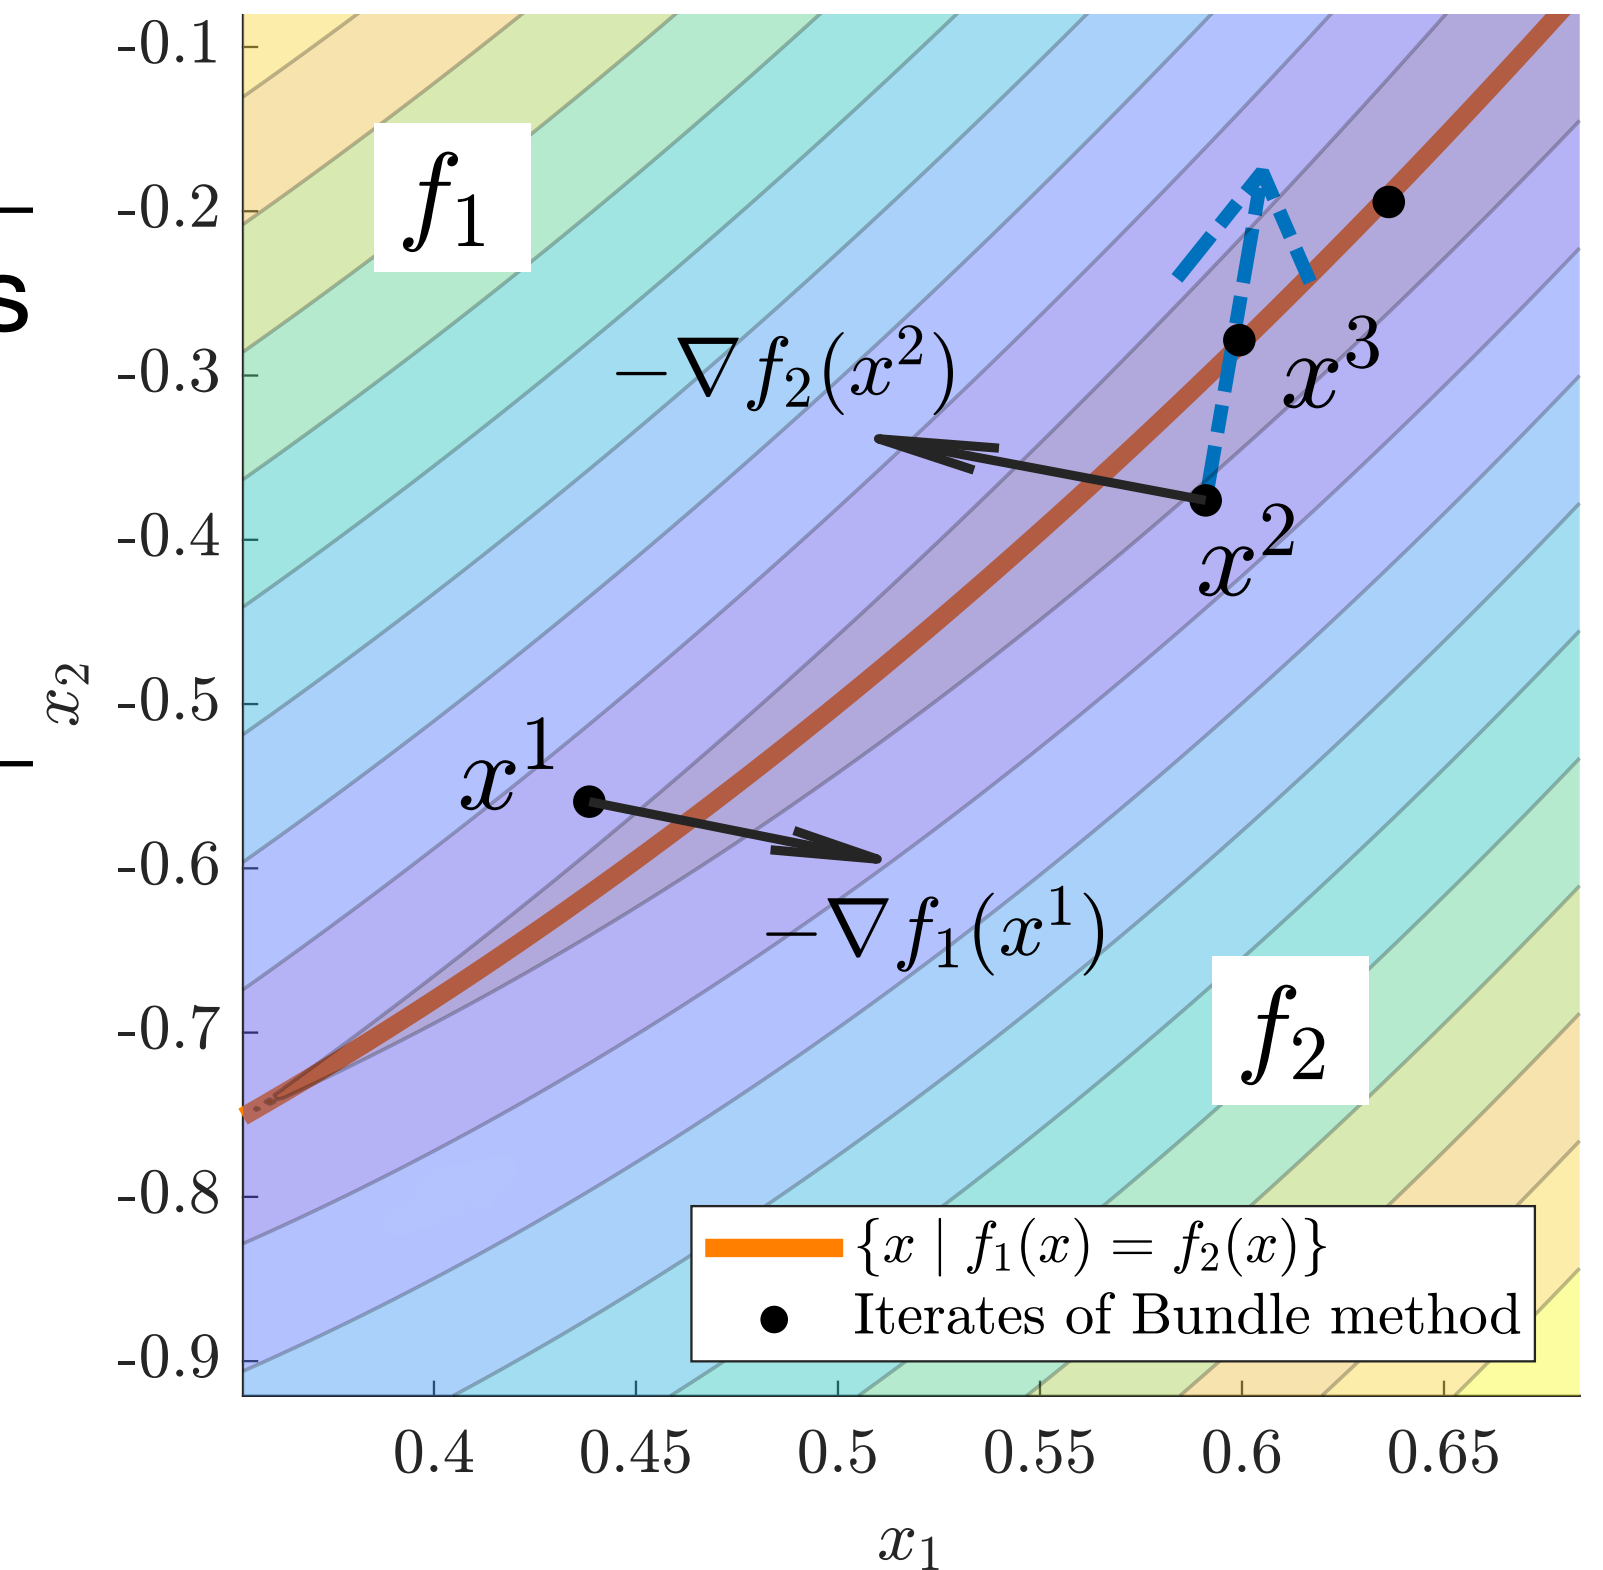 -0.1
f₁
-0.2
s
-0.3
−∇f₂(x²)
x³
-0.4
x²
x₂
-0.5
x¹
-0.6
−∇f₁(x¹)
-0.7
f₂
-0.8
{x | f₁(x) = f₂(x)}
Iterates of Bundle method
-0.9
0.4 0.45 0.5 0.55 0.6 0.65
x₁